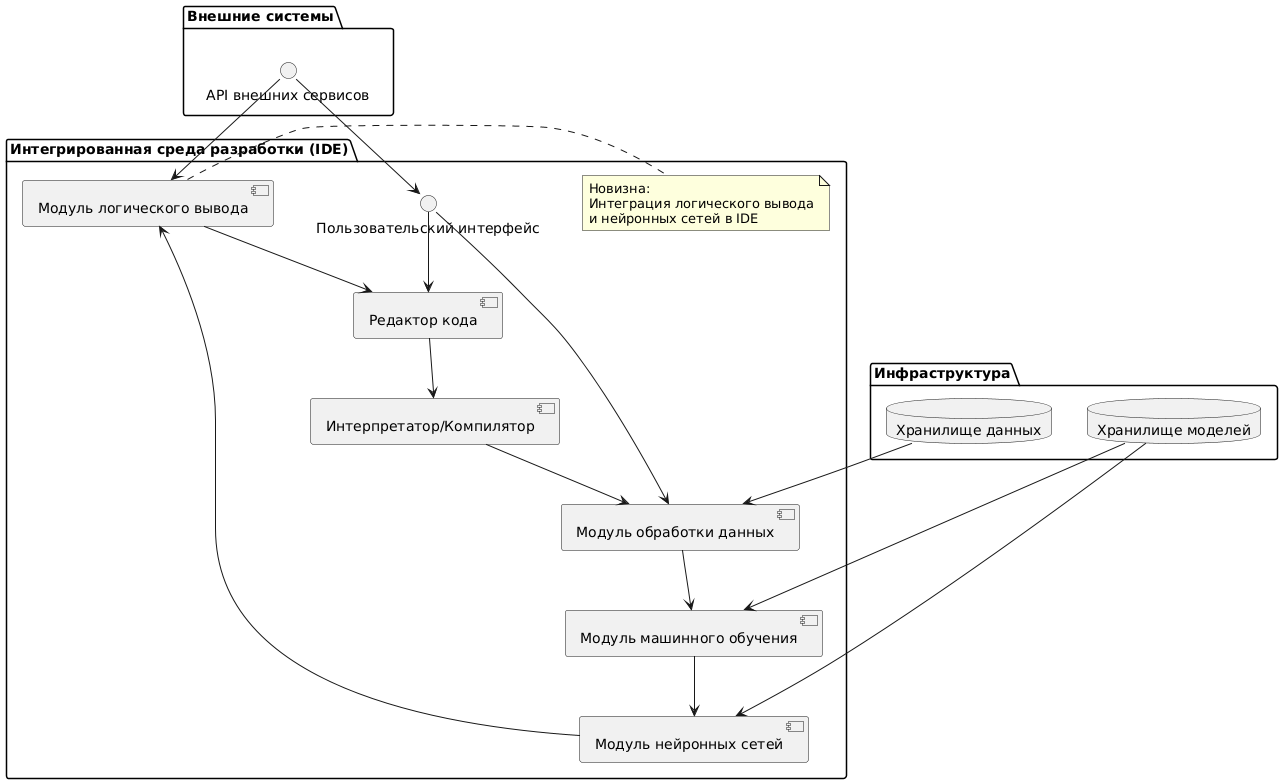 Внешние системы
API внешних сервисов
Интегрированная среда разработки (IDE)
Модуль логического вывода
Новизна:
Интеграция логического вывода
и нейронных сетей в IDE
Пользовательский интерфейс
Редактор кода
Инфраструктура
Хранилище данных
Хранилище моделей
Интерпретатор/Компилятор
Модуль обработки данных
Модуль машинного обучения
Модуль нейронных сетей